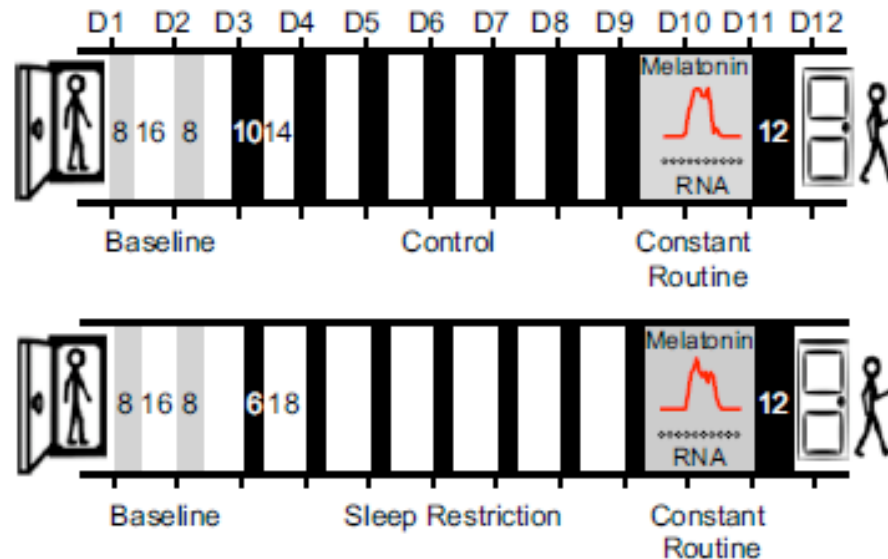 D1 D2 D3 D4 D5 D6 D7 D8 D9 D10 D11 D12
Melatonin
8 16 8 10 14 12
RNA
Baseline Control Constant
Routine
Melatonin
8 16 8 6 18 12
RNA
Baseline Sleep Restriction Constant
Routine